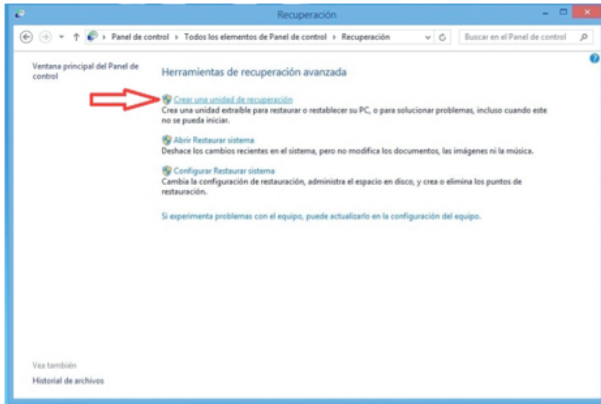 Recuperación
Panel de control ▸ Todos los elementos de Panel de control ▸ Recuperación
Buscar en el Panel de control
Ventana principal del Panel de
control
Herramientas de recuperación avanzada
Crear una unidad de recuperación
Crea una unidad extraíble para restaurar o restablecer su PC, o para solucionar problemas, incluso cuando este
no se pueda iniciar.
Abrir Restaurar sistema
Deshace los cambios recientes en el sistema, pero no modifica los documentos, las imágenes ni la música.
Configurar Restaurar sistema
Cambia la configuración de restauración, administra el espacio en disco, y crea o elimina los puntos de
restauración.
Si experimenta problemas con el equipo, puede actualizarlo en la configuración del equipo.
Vea también
Historial de archivos